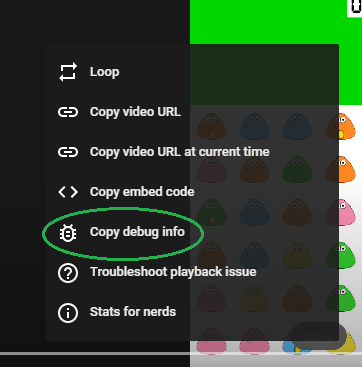 Loop
Copy video URL
Copy video URL at current time
Copy embed code
Copy debug info
Troubleshoot playback issue
Stats for nerds